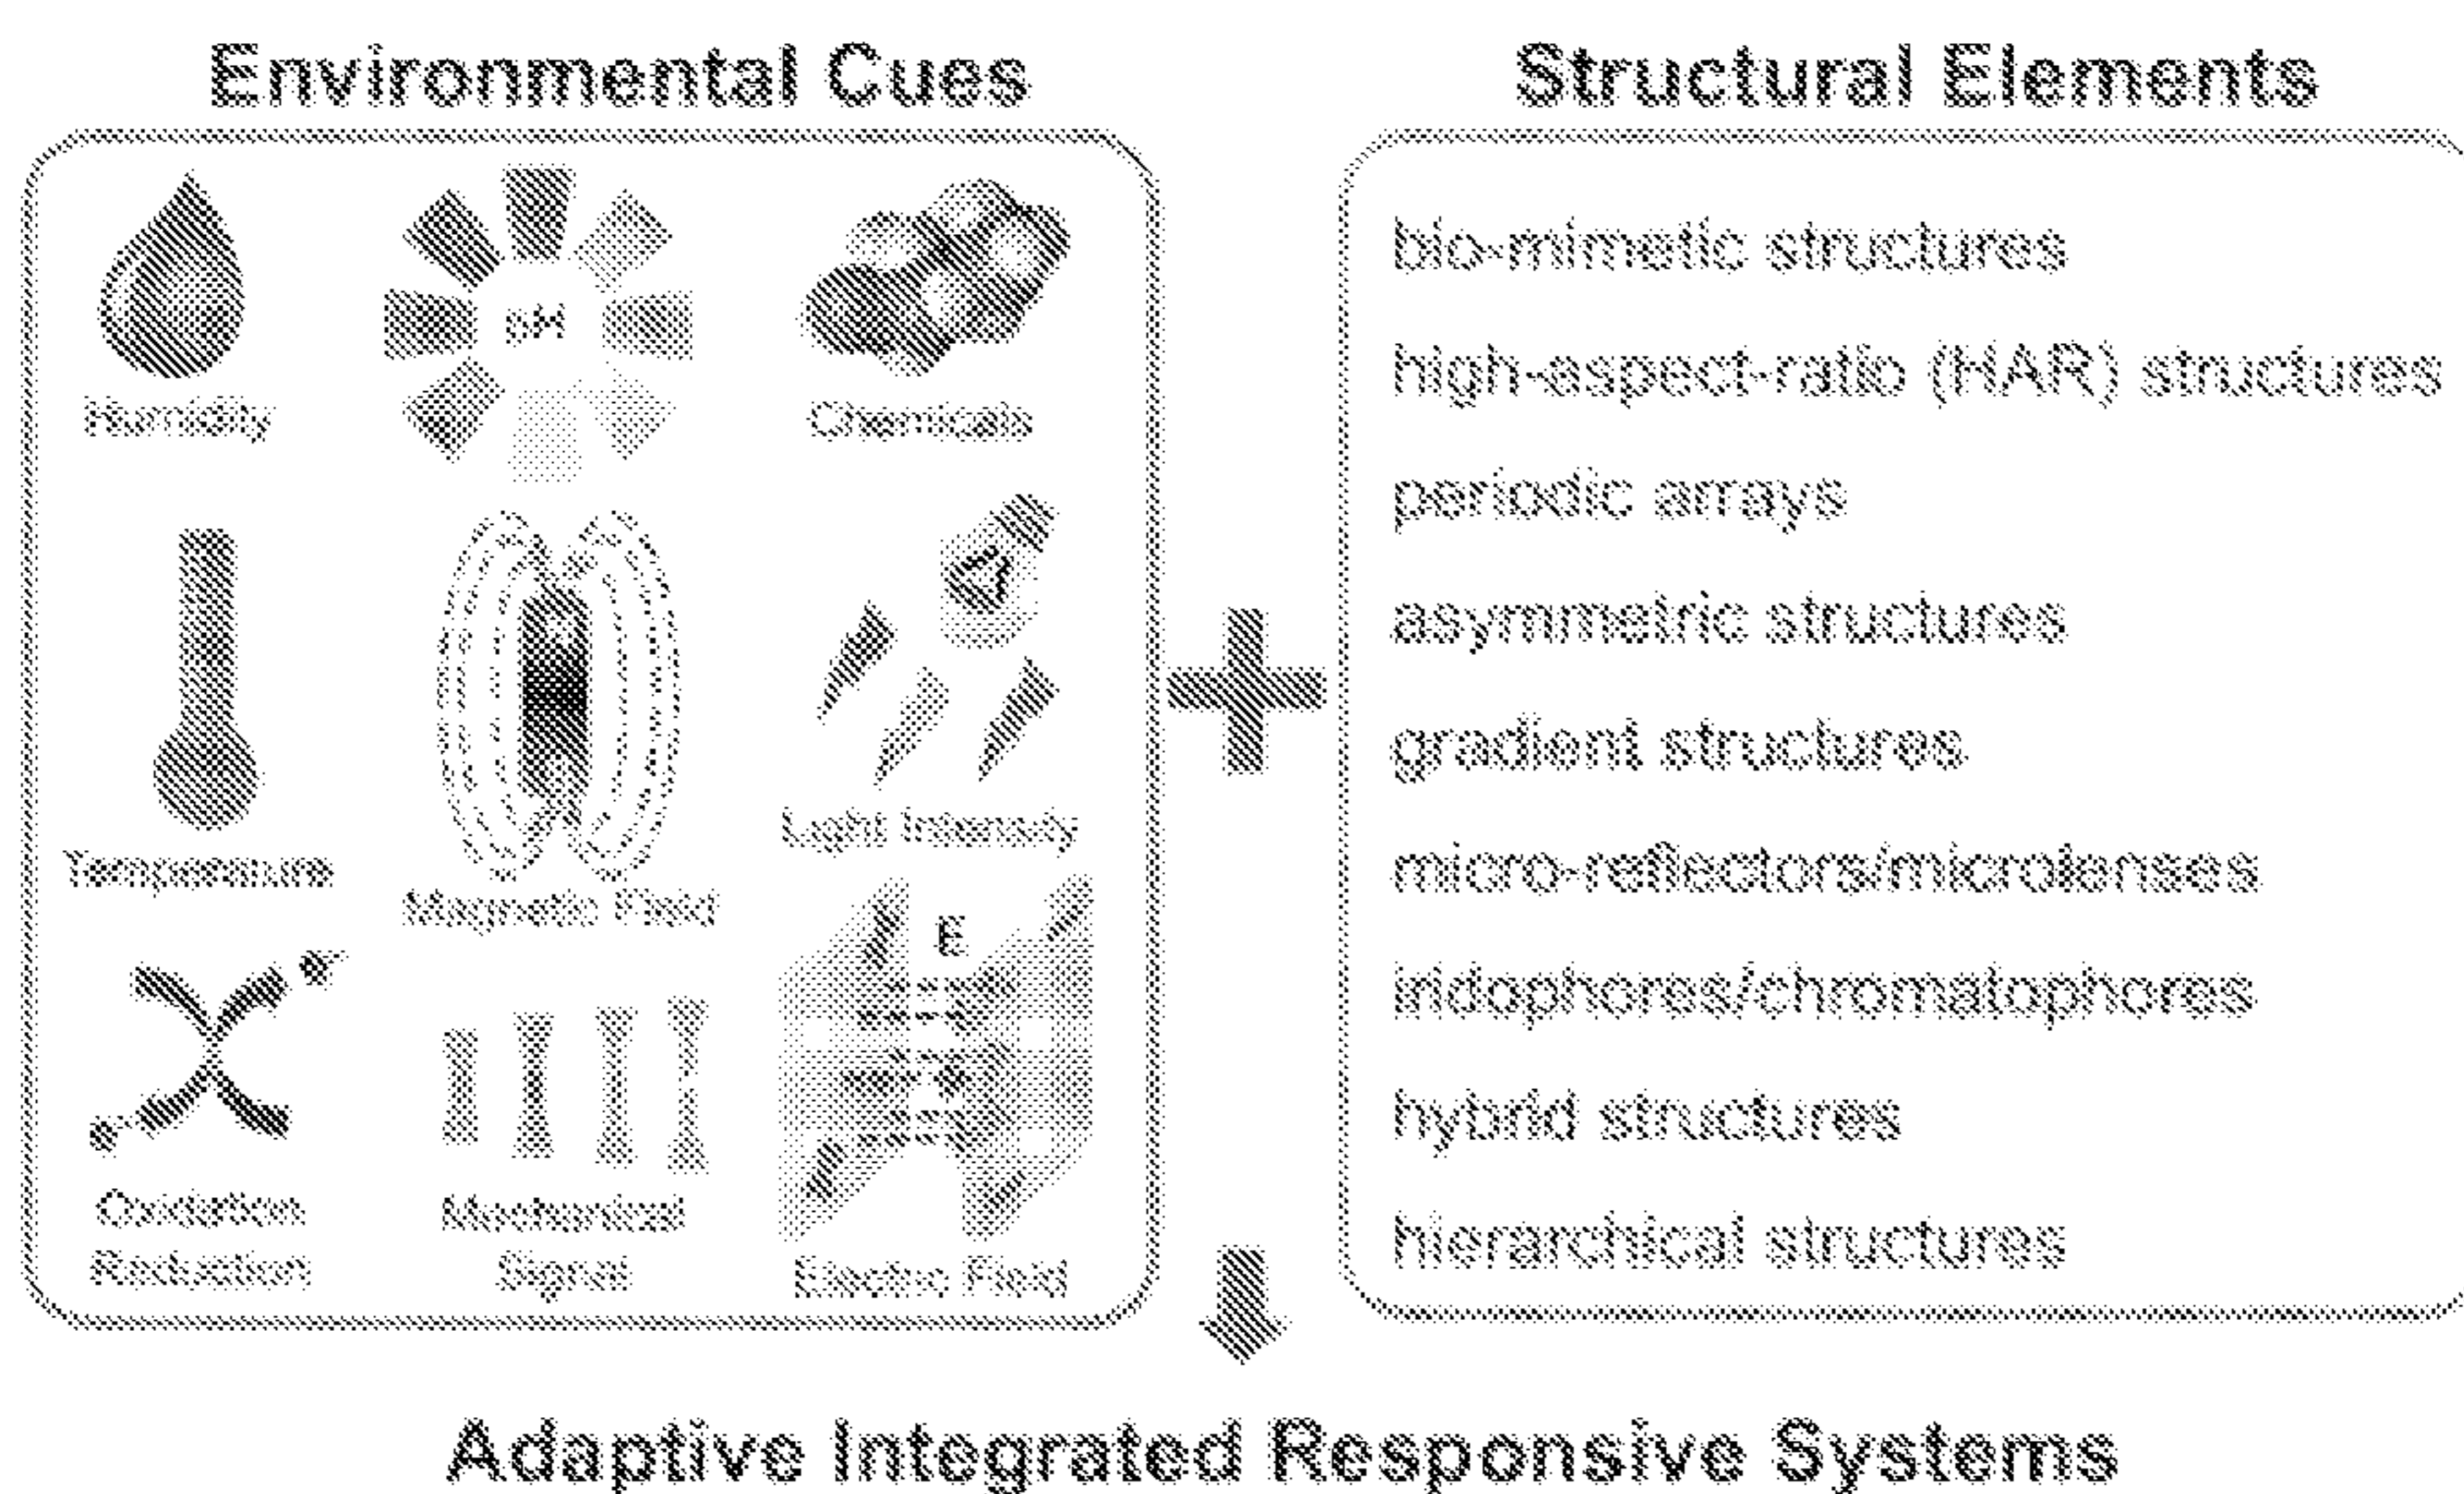 Environmental Cues
Humidity
pH
Chemicals
Temperature
Magnetic Field
Light Intensity
Oxidation
Reduction
Mechanical
Signal
E
Electric Field
Structural Elements
bio-mimetic structures
high-aspect-ratio (HAR) structures
periodic arrays
asymmetric structures
gradient structures
micro-reflectors/microlenses
iridophores/chromatophores
hybrid structures
hierarchical structures
Adaptive Integrated Responsive Systems